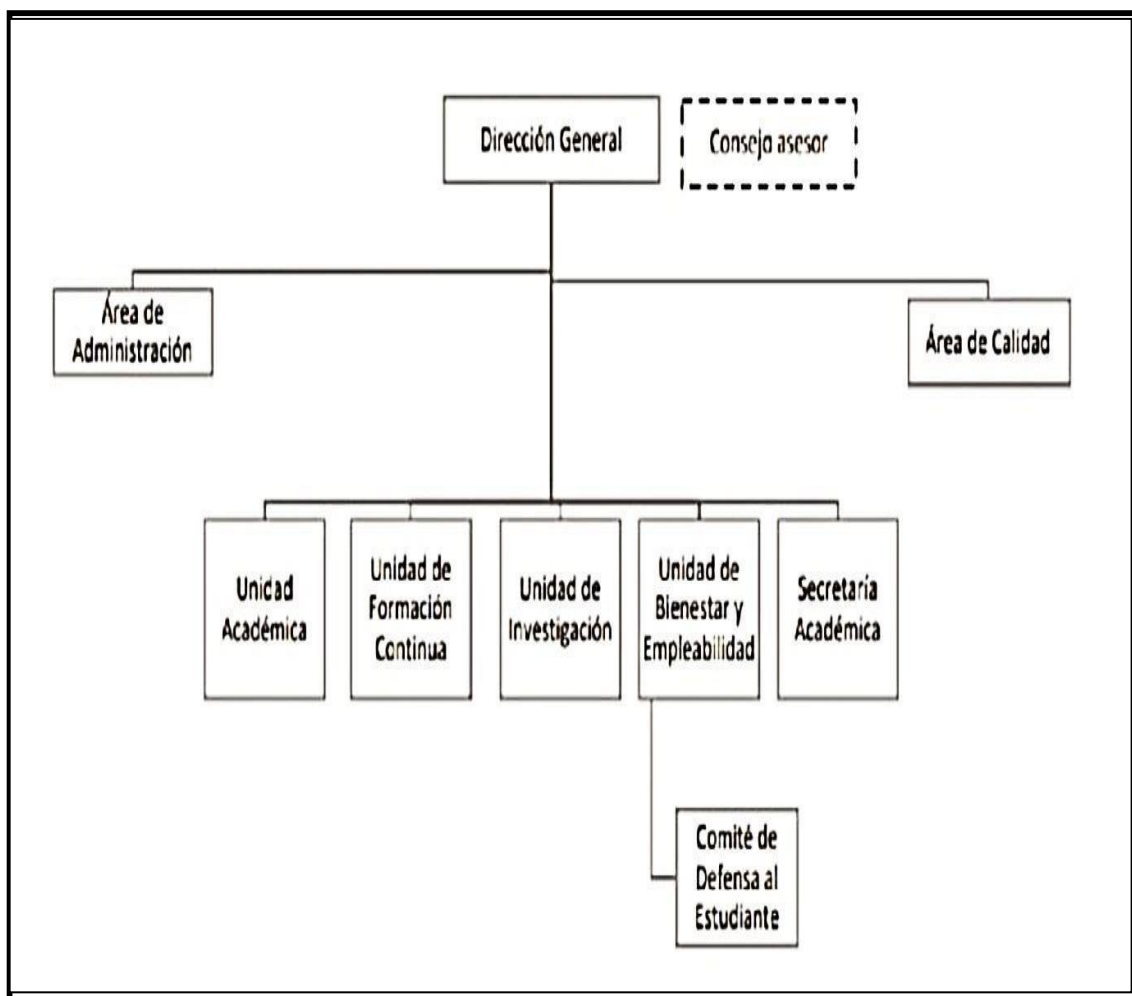 Dirección General
Consejo asesor
Área de
Administración
Área de Calidad
Unidad
Académica
Unidad de
Formación
Continua
Unidad de
Investigación
Unidad de
Bienestar y
Empleabilidad
Secretaría
Académica
Comité de
Defensa al
Estudiante